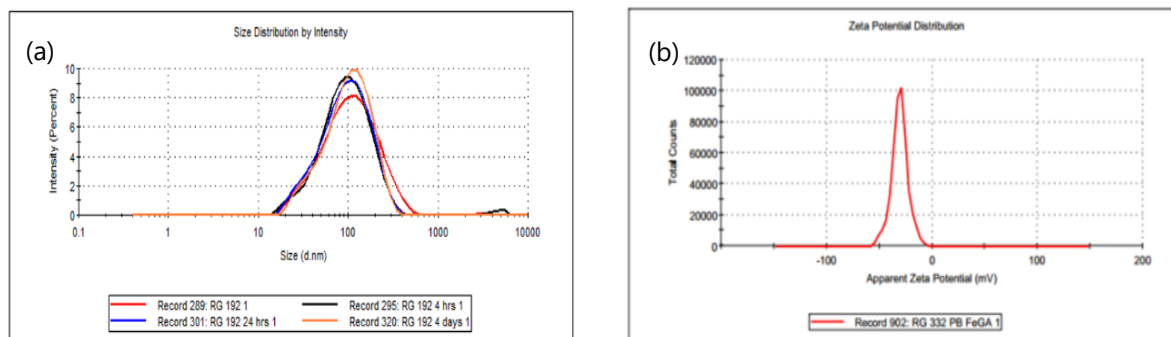 (a)
Size Distribution by Intensity
Intensity (Percent)
10
8
6
4
2
0
0.1 1 10 100 1000 10000
Size (d.nm)
Record 289: RG 192 1 Record 295: RG 192 4 hrs 1
Record 301: RG 192 24 hrs 1 Record 320: RG 192 4 days 1
(b)
Zeta Potential Distribution
Total Counts
120000
100000
80000
60000
40000
20000
0
-100 0 100 200
Apparent Zeta Potential (mV)
Record 902: RG 332 PB FeGA 1